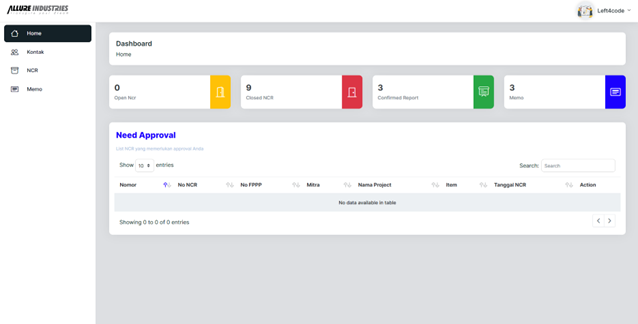 ALLURE INDUSTRIES
Left4code
Home
Kontak
NCR
Memo
Dashboard
Home
0
Open Ncr
9
Closed NCR
3
Confirmed Report
3
Memo
Need Approval
List NCR yang memerlukan approval Anda
Show 10 entries
Search: Search
Nomor No NCR No FPPP Mitra Nama Project Item Tanggal NCR Action
No data available in table
Showing 0 to 0 of 0 entries